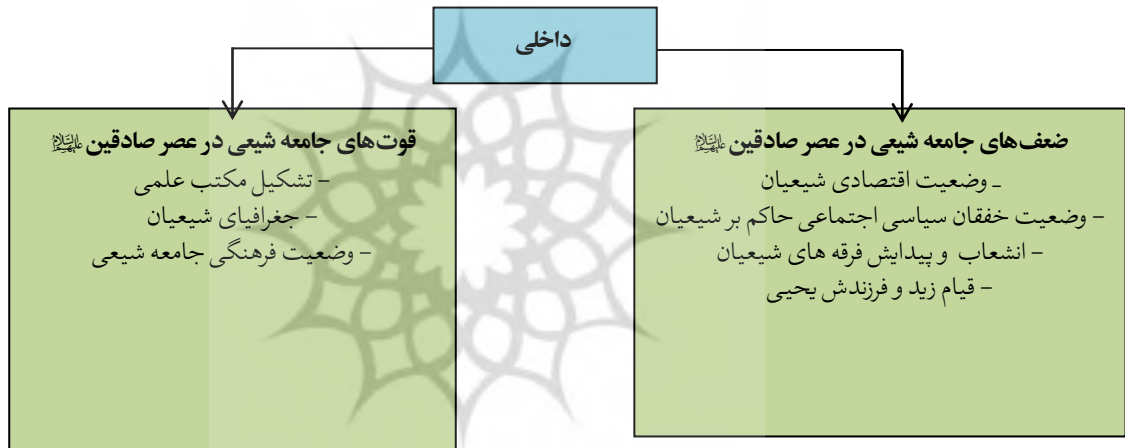 داخلی
ضعف‌های جامعه شیعی در عصر صادقین علیهم‌السلام
ـ وضعیت اقتصادی شیعیان
- وضعیت خفقان سیاسی اجتماعی حاکم بر شیعیان
- انشعاب و پیدایش فرقه های شیعیان
- قیام زید و فرزندش یحیی
قوت‌های جامعه شیعی در عصر صادقین علیهم‌السلام
- تشکیل مکتب علمی
- جغرافیای شیعیان
- وضعیت فرهنگی جامعه شیعی